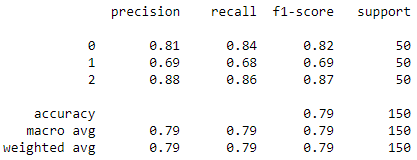 precision recall f1-score support
0 0.81 0.84 0.82 50
1 0.69 0.68 0.69 50
2 0.88 0.86 0.87 50
accuracy 0.79 150
macro avg 0.79 0.79 0.79 150
weighted avg 0.79 0.79 0.79 150